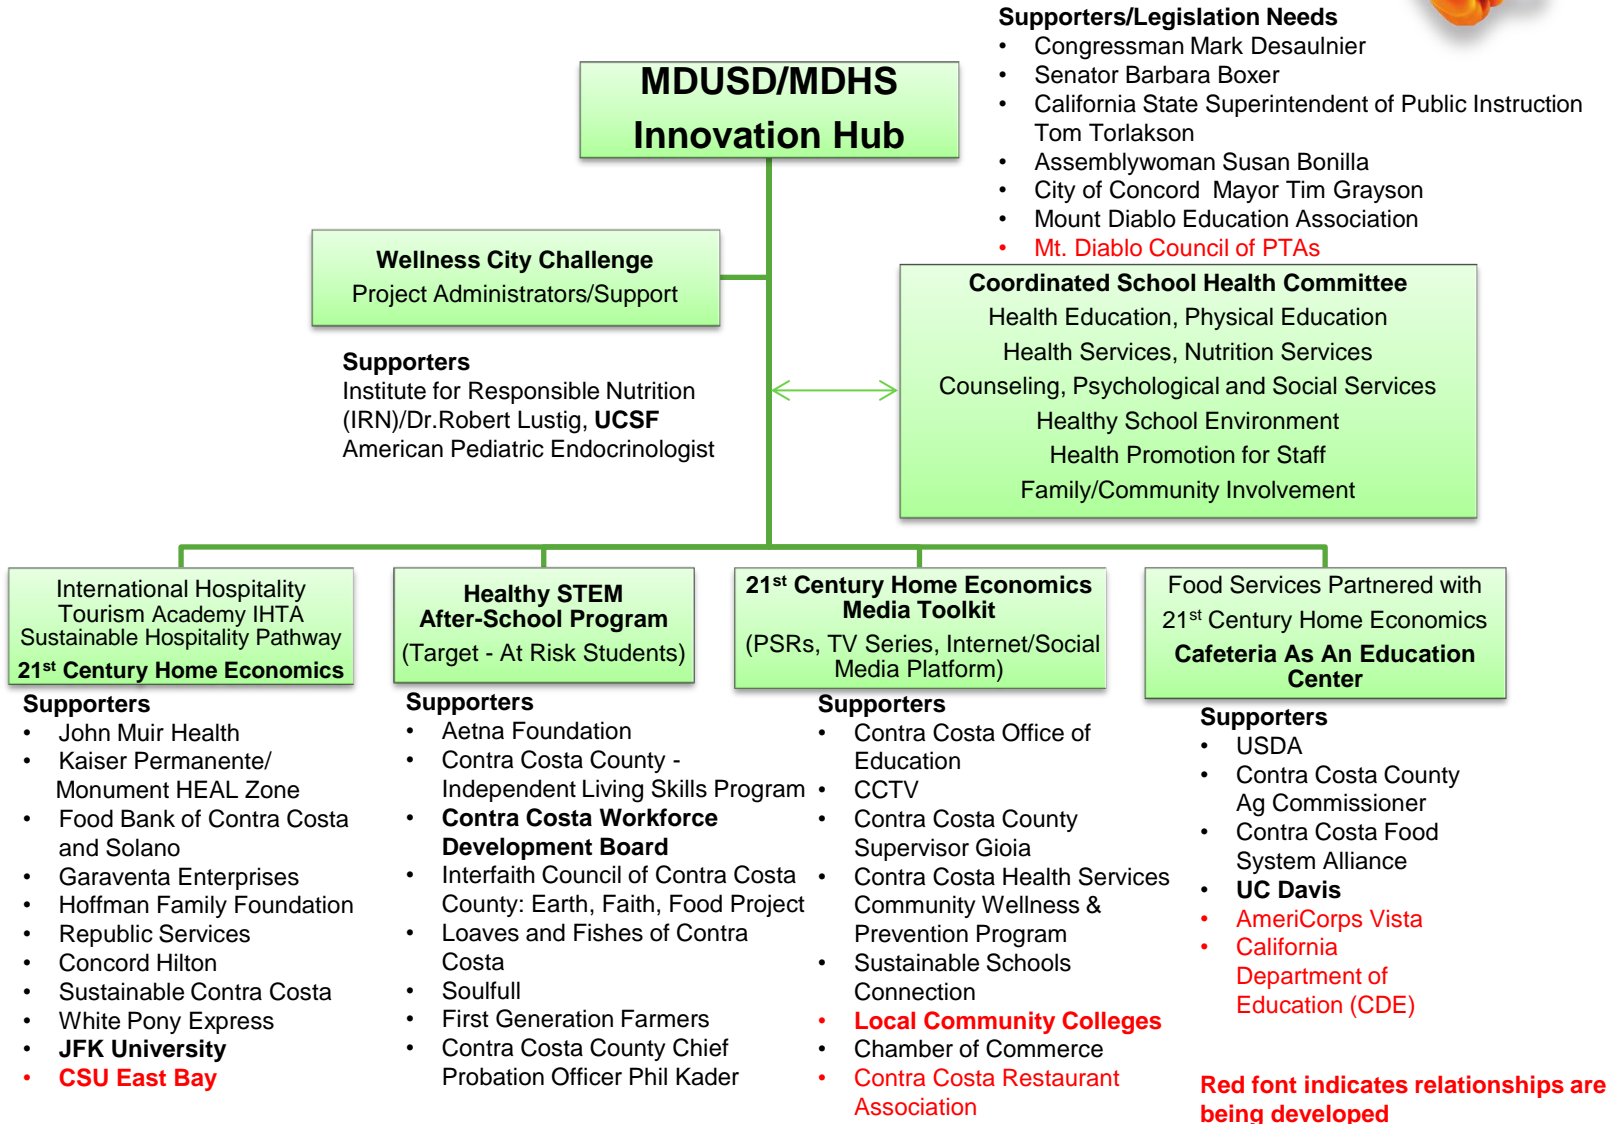 Supporters/Legislation Needs
• Congressman Mark Desaulnier
• Senator Barbara Boxer
• California State Superintendent of Public Instruction
Tom Torlakson
• Assemblywoman Susan Bonilla
• City of Concord  Mayor Tim Grayson
• Mount Diablo Education Association
• Mt. Diablo Council of PTAs
MDUSD/MDHS
Innovation Hub
Wellness City Challenge
Project Administrators/Support
Supporters
Institute for Responsible Nutrition
(IRN)/Dr.Robert Lustig, UCSF
American Pediatric Endocrinologist
Coordinated School Health Committee
Health Education, Physical Education
Health Services, Nutrition Services
Counseling, Psychological and Social Services
Healthy School Environment
Health Promotion for Staff
Family/Community Involvement
International Hospitality
Tourism Academy IHTA
Sustainable Hospitality Pathway
21st Century Home Economics
Supporters
• John Muir Health
• Kaiser Permanente/
Monument HEAL Zone
• Food Bank of Contra Costa
and Solano
• Garaventa Enterprises
• Hoffman Family Foundation
• Republic Services
• Concord Hilton
• Sustainable Contra Costa
• White Pony Express
• JFK University
• CSU East Bay
Healthy STEM
After-School Program
(Target - At Risk Students)
Supporters
• Aetna Foundation
• Contra Costa County -
Independent Living Skills Program
• Contra Costa Workforce
Development Board
• Interfaith Council of Contra Costa
County: Earth, Faith, Food Project
• Loaves and Fishes of Contra
Costa
• Soulfull
• First Generation Farmers
• Contra Costa County Chief
Probation Officer Phil Kader
21st Century Home Economics
Media Toolkit
(PSRs, TV Series, Internet/Social
Media Platform)
Supporters
• Contra Costa Office of
Education
• CCTV
• Contra Costa County
Supervisor Gioia
• Contra Costa Health Services
Community Wellness &
Prevention Program
• Sustainable Schools
Connection
• Local Community Colleges
• Chamber of Commerce
• Contra Costa Restaurant
Association
Food Services Partnered with
21st Century Home Economics
Cafeteria As An Education
Center
Supporters
• USDA
• Contra Costa County
Ag Commissioner
• Contra Costa Food
System Alliance
• UC Davis
• AmeriCorps Vista
• California
Department of
Education (CDE)
Red font indicates relationships are
being developed